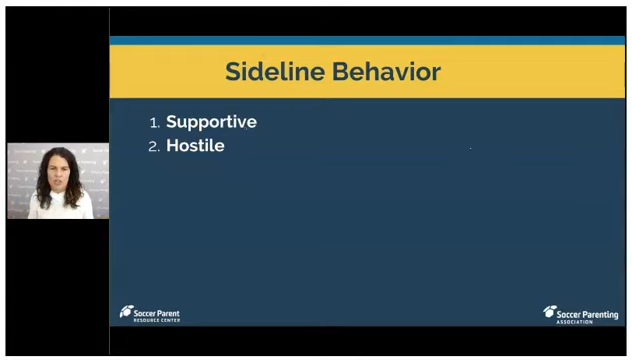 Sideline Behavior
1. Supportive
2. Hostile
Soccer Parent
RESOURCE CENTER
Soccer Parenting
ASSOCIATION